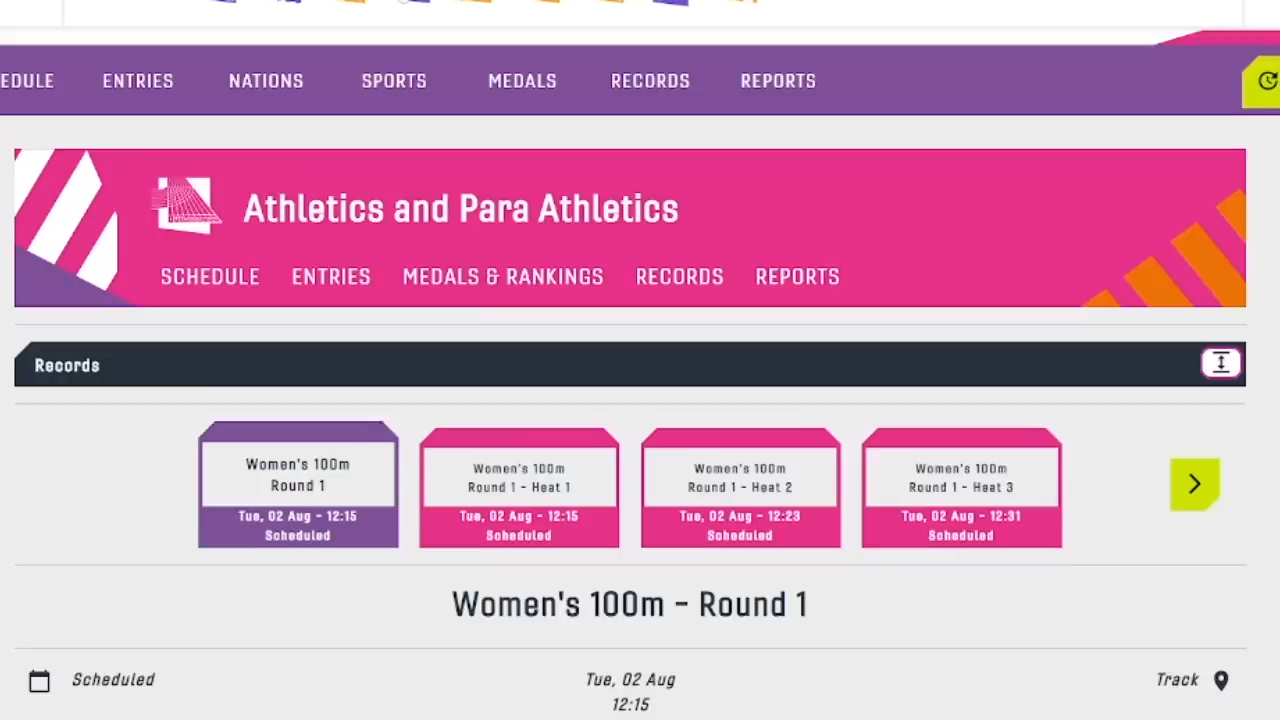 EDULE ENTRIES NATIONS SPORTS MEDALS RECORDS REPORTS
Athletics and Para Athletics
SCHEDULE ENTRIES MEDALS & RANKINGS RECORDS REPORTS
Records
Women's 100m
Round 1
Tue, 02 Aug - 12:15
Scheduled
Women's 100m
Round 1 - Heat 1
Tue, 02 Aug - 12:15
Scheduled
Women's 100m
Round 1 - Heat 2
Tue, 02 Aug - 12:23
Scheduled
Women's 100m
Round 1 - Heat 3
Tue, 02 Aug - 12:31
Scheduled
Women's 100m - Round 1
Scheduled
Tue, 02 Aug
12:15
Track